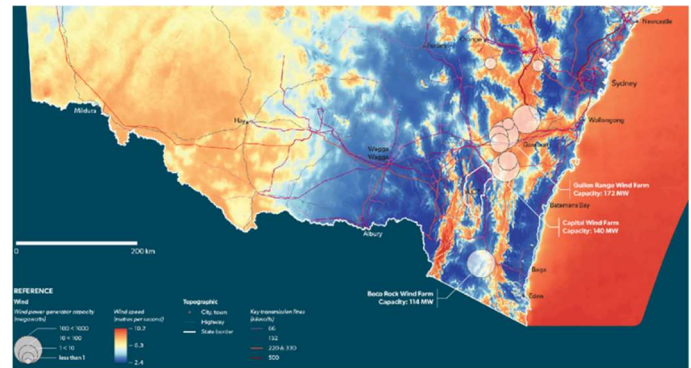 Newcastle
Orange
Sydney
Mildura
Hay
Wollongong
Wagga
Wagga
Goulburn
Gullen Range Wind Farm
Capacity: 172 MW
Batemans Bay
Capital Wind Farm
Capacity: 140 MW
Albury
200 km
Bega
Boco Rock Wind Farm
Capacity: 114 MW
Eden
REFERENCE
Wind
Wind power generator capacity
(megawatts)
100 < 1000
10 < 100
1 < 10
less than 1
Wind speed
(metres per second)
10.2
6.3
2.4
Topographic
City, town
Highway
State border
Key transmission lines
(kilovolts)
66
132
220 & 330
500